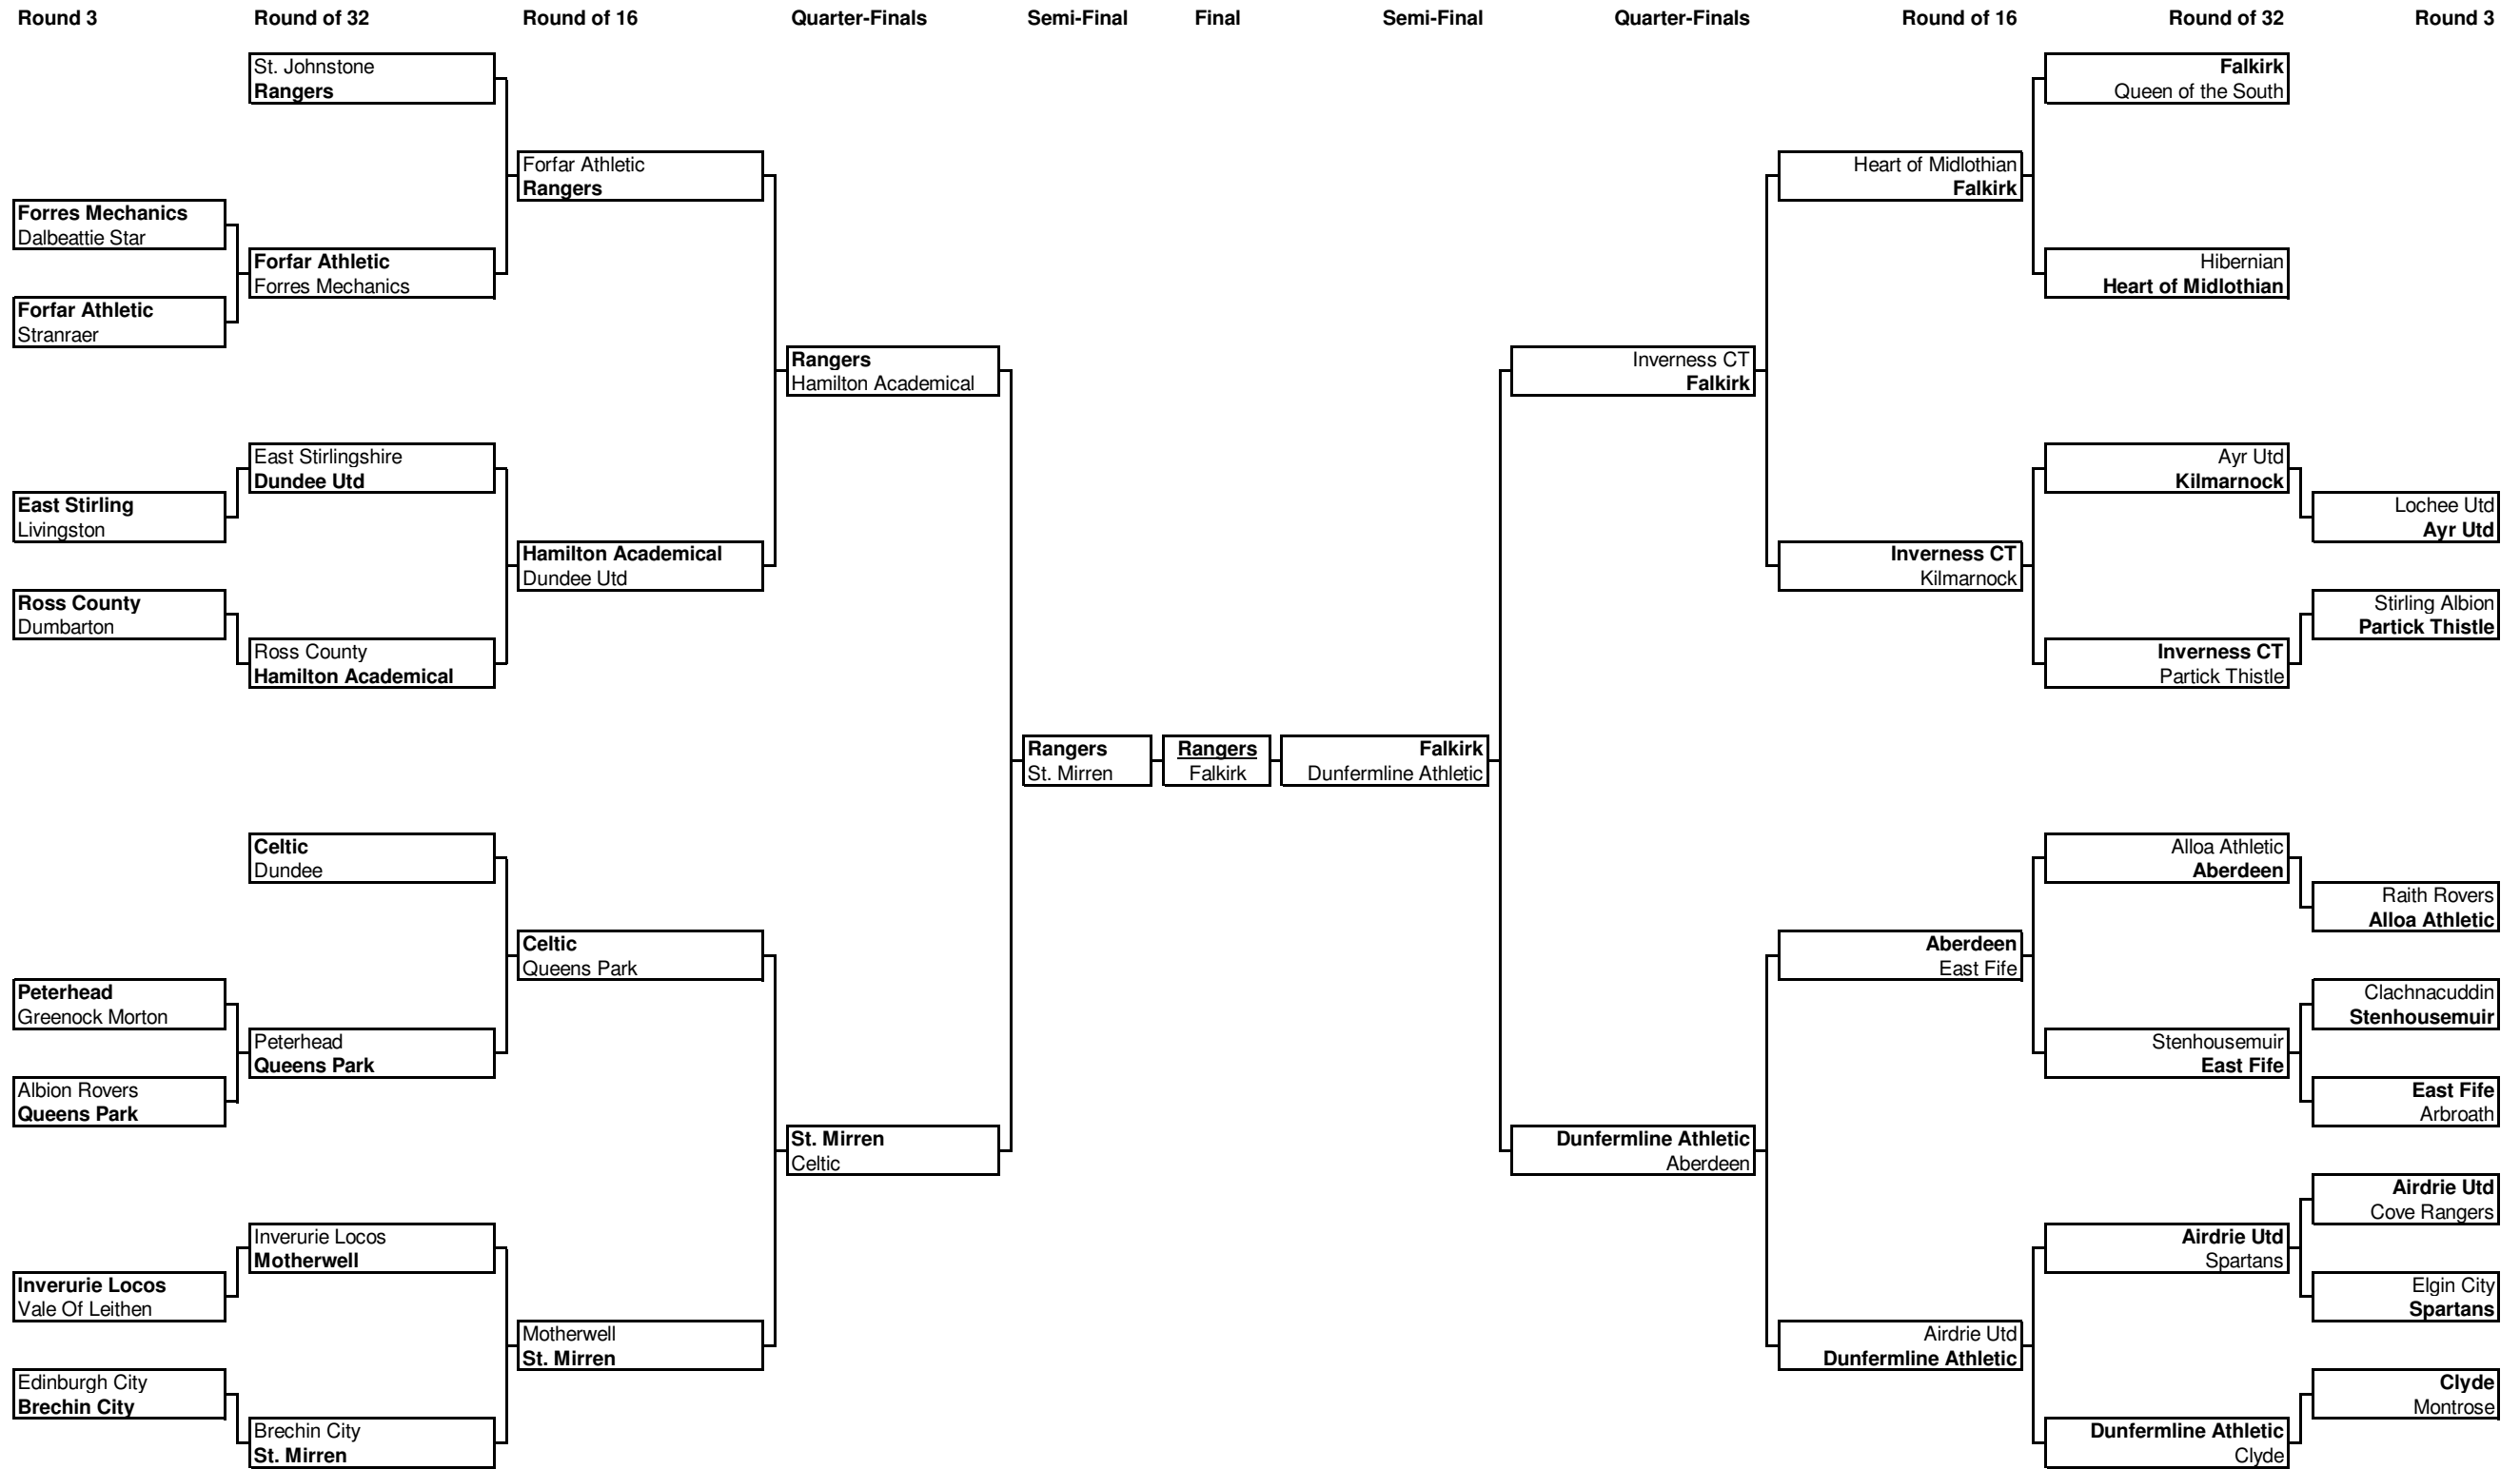 Round 3
Round of 32
Round of 16
Quarter-Finals
Semi-Final
Final
Semi-Final
Quarter-Finals
Round of 16
Round of 32
Round 3
Forres Mechanics
Dalbeattie Star
Forfar Athletic
Stranraer
East Stirling
Livingston
Ross County
Dumbarton
Peterhead
Greenock Morton
Albion Rovers
Queens Park
Inverurie Locos
Vale Of Leithen
Edinburgh City
Brechin City
St. Johnstone
Rangers
Forfar Athletic
Forres Mechanics
East Stirlingshire
Dundee Utd
Ross County
Hamilton Academical
Celtic
Dundee
Peterhead
Queens Park
Inverurie Locos
Motherwell
Brechin City
St. Mirren
Forfar Athletic
Rangers
Hamilton Academical
Dundee Utd
Celtic
Queens Park
Motherwell
St. Mirren
Rangers
Hamilton Academical
St. Mirren
Celtic
Rangers
St. Mirren
Rangers
Falkirk
Falkirk
Dunfermline Athletic
Inverness CT
Falkirk
Dunfermline Athletic
Aberdeen
Heart of Midlothian
Falkirk
Inverness CT
Kilmarnock
Aberdeen
East Fife
Airdrie Utd
Dunfermline Athletic
Falkirk
Queen of the South
Hibernian
Heart of Midlothian
Ayr Utd
Kilmarnock
Inverness CT
Partick Thistle
Alloa Athletic
Aberdeen
Stenhousemuir
East Fife
Airdrie Utd
Spartans
Dunfermline Athletic
Clyde
Lochee Utd
Ayr Utd
Stirling Albion
Partick Thistle
Raith Rovers
Alloa Athletic
Clachnacuddin
Stenhousemuir
East Fife
Arbroath
Airdrie Utd
Cove Rangers
Elgin City
Spartans
Clyde
Montrose